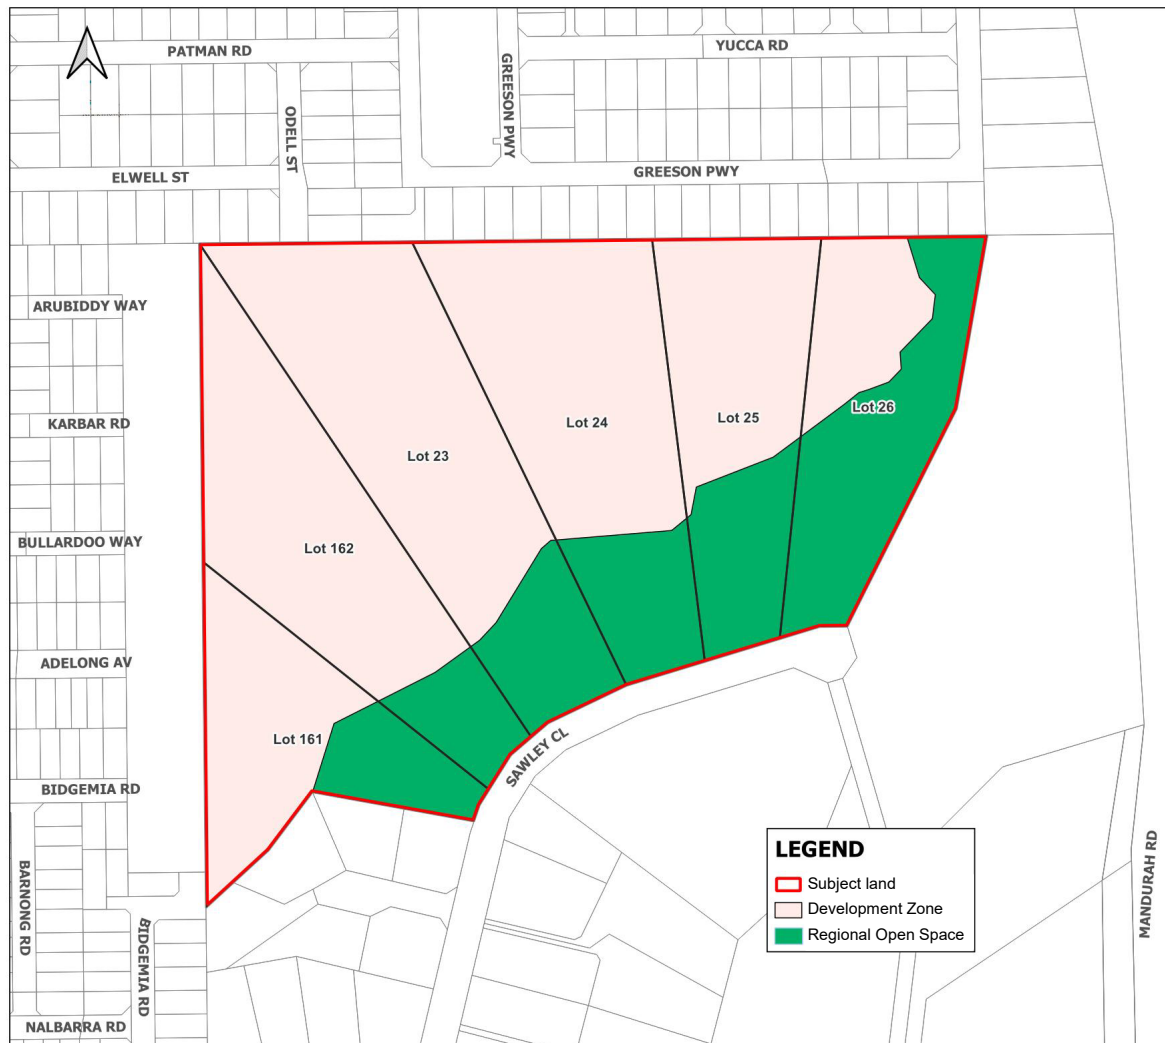 PATMAN RD
YUCCA RD
GREESON PWY
ODELL ST
ELWELL ST
GREESON PWY
ARUBIDDY WAY
KARBAR RD
Lot 26
Lot 25
Lot 24
Lot 23
BULLARDOO WAY
Lot 162
ADELONG AV
Lot 161
SAWLEY CL
BIDGEMIA RD
BARNONG RD
BIDGEMIA RD
NALBARRA RD
MANDURAH RD
LEGEND
Subject land
Development Zone
Regional Open Space